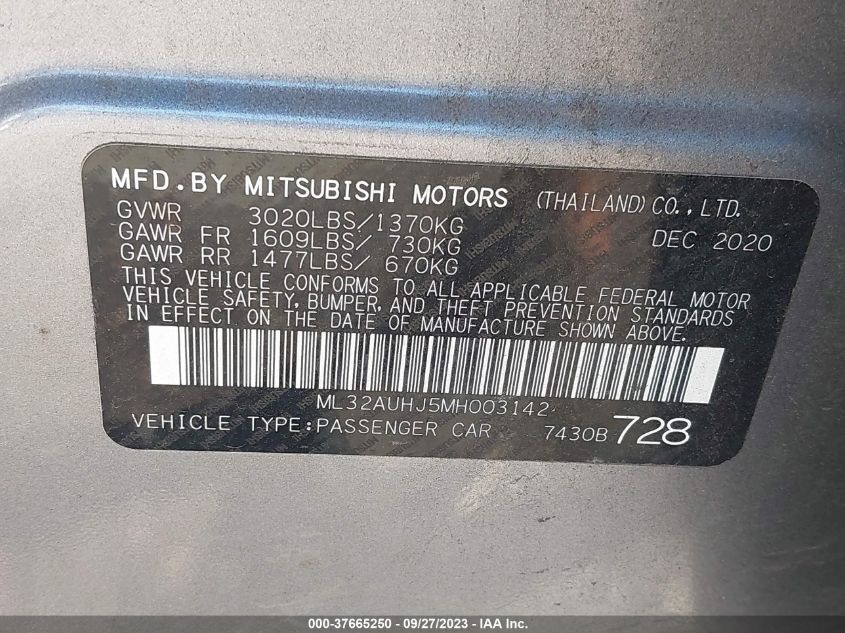 MFD.BY MITSUBISHI MOTORS (THAILAND) CO., LTD.
GVWR 3020LBS/1370KG DEC 2020
GAWR FR 1609LBS/ 730KG
GAWR RR 1477LBS/ 670KG
THIS VEHICLE CONFORMS TO ALL APPLICABLE FEDERAL MOTOR
VEHICLE SAFETY, BUMPER, AND THEFT PREVENTION STANDARDS
IN EFFECT ON THE DATE OF MANUFACTURE SHOWN ABOVE.
ML32AUHJ5MH003142
VEHICLE TYPE:PASSENGER CAR 7430B 728
000-37665250 - 09/27/2023 - IAA Inc.